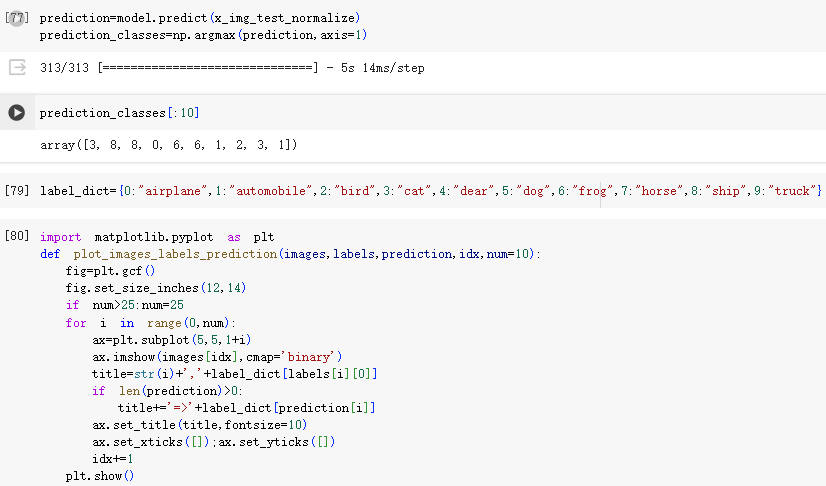 [77] prediction=model.predict(x_img_test_normalize)
prediction_classes=np.argmax(prediction,axis=1)
313/313 [==============================] - 5s 14ms/step
prediction_classes[:10]
array([3, 8, 8, 0, 6, 6, 1, 2, 3, 1])
[79] label_dict={0:"airplane",1:"automobile",2:"bird",3:"cat",4:"dear",5:"dog",6:"frog",7:"horse",8:"ship",9:"truck"}
[80] import matplotlib.pyplot as plt
def plot_images_labels_prediction(images,labels,prediction,idx,num=10):
fig=plt.gcf()
fig.set_size_inches(12,14)
if num>25:num=25
for i in range(0,num):
ax=plt.subplot(5,5,1+i)
ax.imshow(images[idx],cmap='binary')
title=str(i)+','+label_dict[labels[i][0]]
if len(prediction)>0:
title+='=>'+label_dict[prediction[i]]
ax.set_title(title,fontsize=10)
ax.set_xticks([]);ax.set_yticks([])
idx+=1
plt.show()